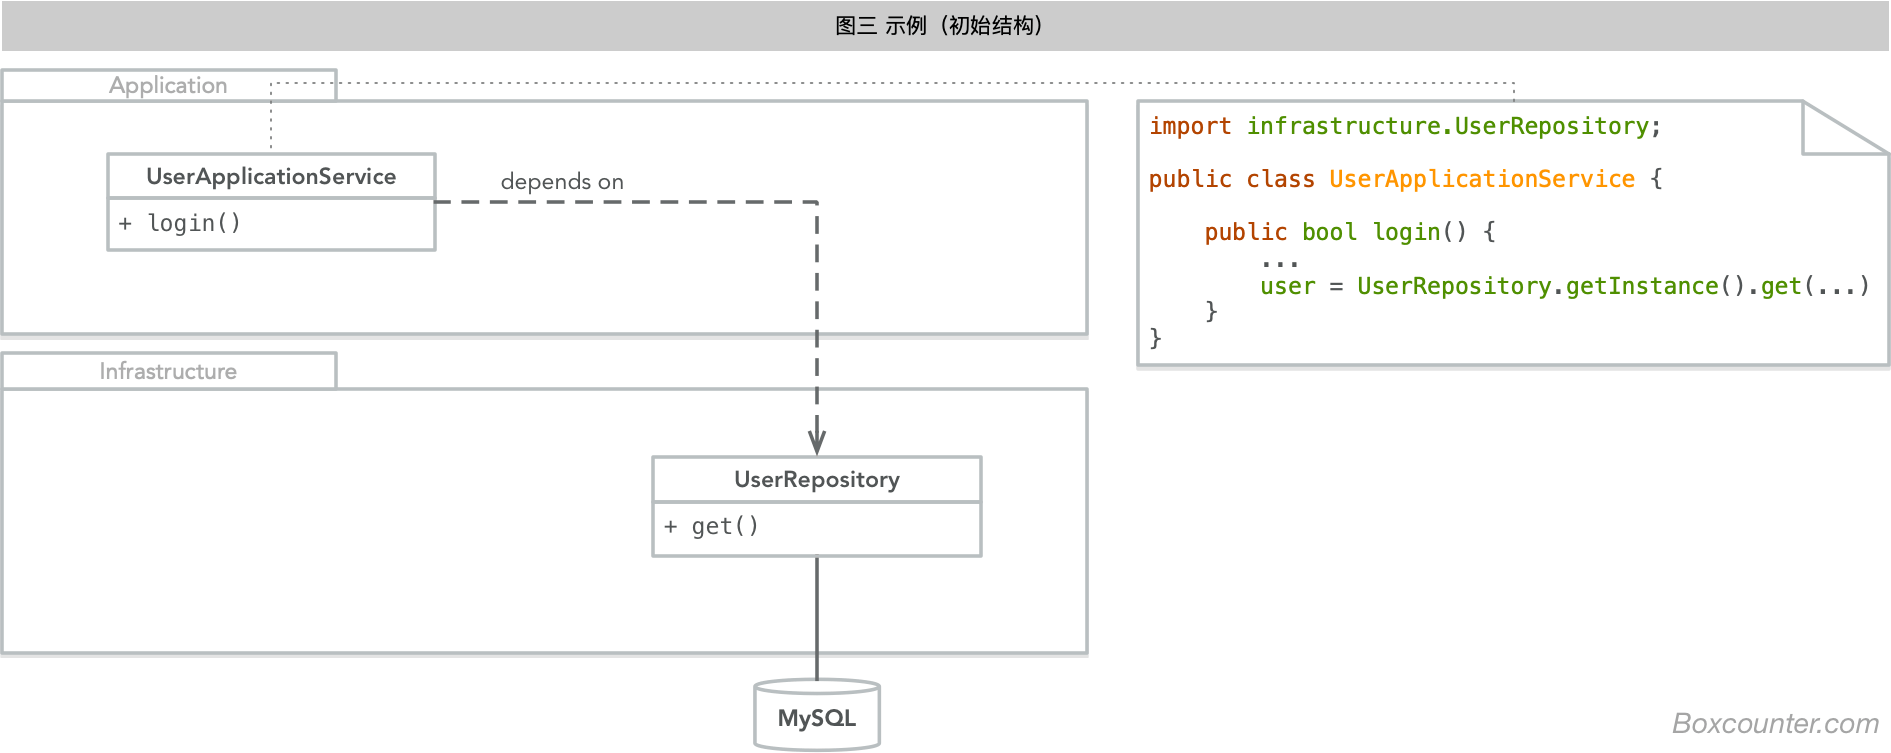 图三 示例（初始结构）
Application
UserApplicationService
+ login()
depends on
import infrastructure.UserRepository;
public class UserApplicationService {
public bool login() {
...
user = UserRepository.getInstance().get(...)
}
}
Infrastructure
UserRepository
+ get()
MySQL
Boxcounter.com